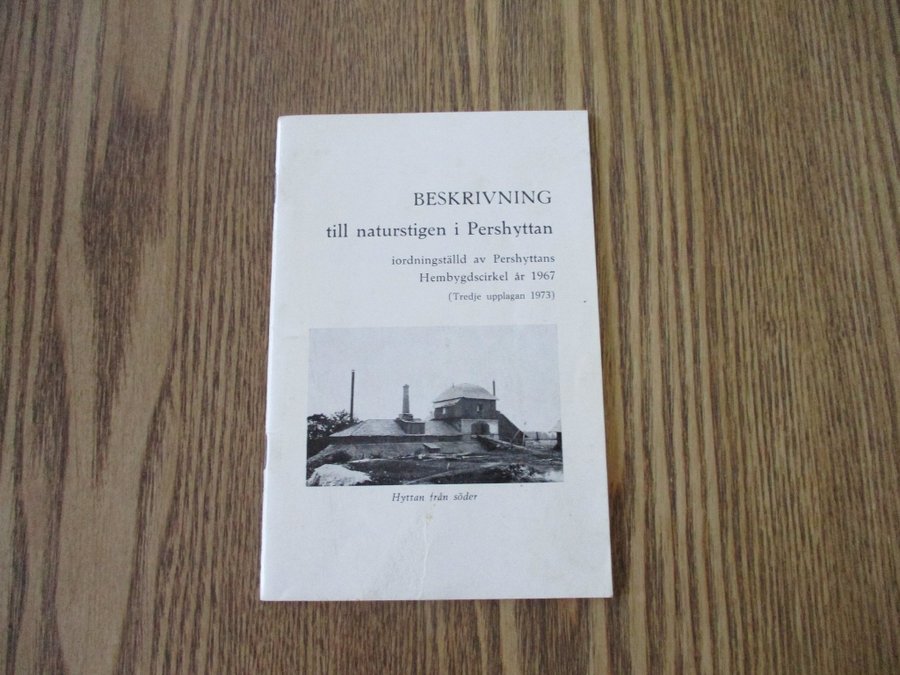 BESKRIVNING
till naturstigen i Pershyttan
iordningställd av Pershyttans
Hembygdscirkel år 1967
(Tredje upplagan 1973)
Hyttan från söder